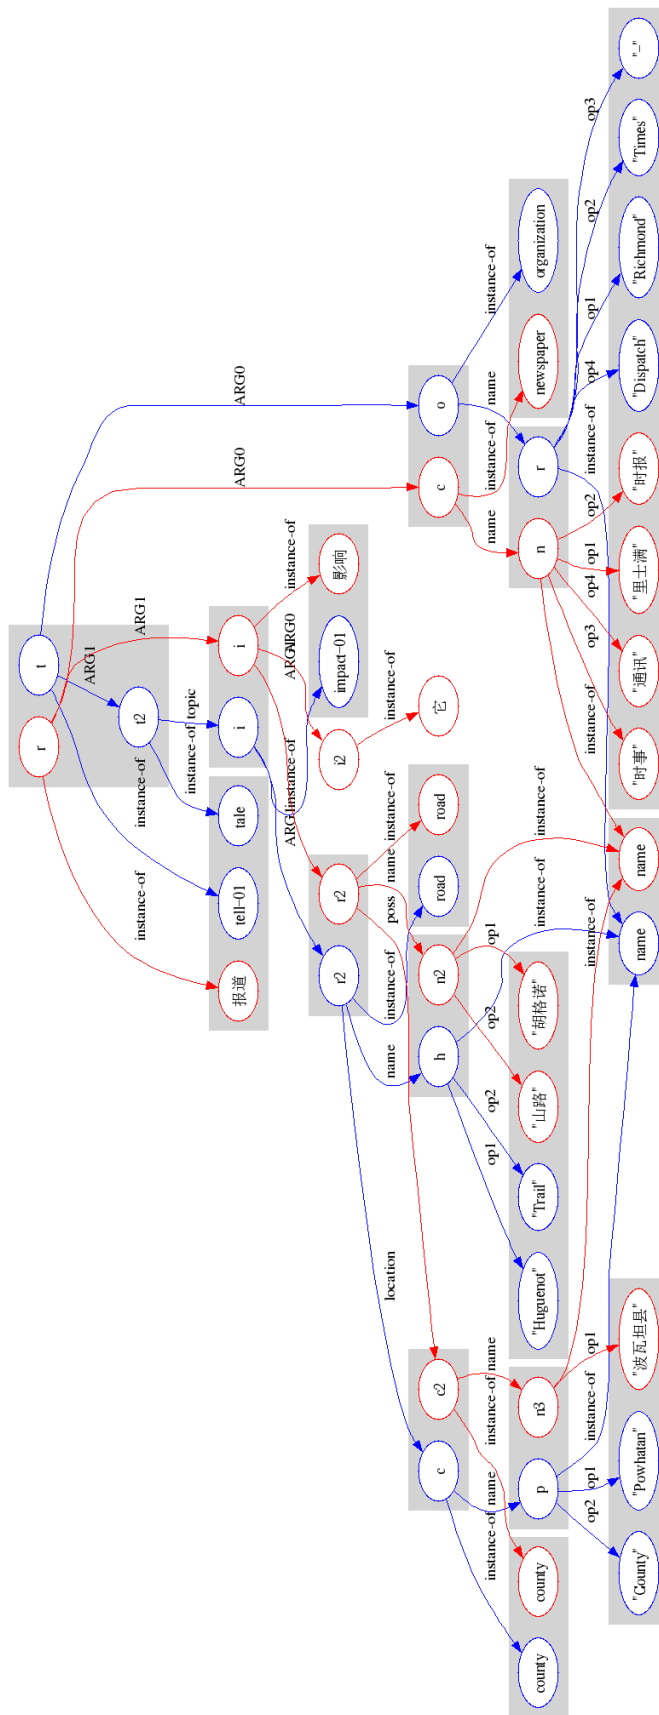 "-"
op3
"Times"
op2
organization
"Richmond"
instance-of
op1
newspaper
"Dispatch"
name
op4
ARG0
o
instance-of
instance-of
r
"时报"
ARG0
c
name
op2
n
"里士满"
op1
instance-of
影响
op4
ARG1
ARG0
i
"通讯"
t
ARG1
impact-01
instance-of
op3
它
instance-of
"时事"
r
t2
topic
i
i2
instance-of
instance-of
tale
instance-of
road
instance-of
name
name
r2
road
tell-01
instance-of
poss
instance-of
报道
r2
instance-of
n2
op1
instance-of
name
"胡格诺"
name
h
op2
"山路"
op2
op1
"Trail"
location
"Huguenot"
op1
"波瓦坦县"
c2
name
n3
instance-of
instance-of
c
name
p
op1
"Powhatan"
instance-of
op2
county
"County"
county